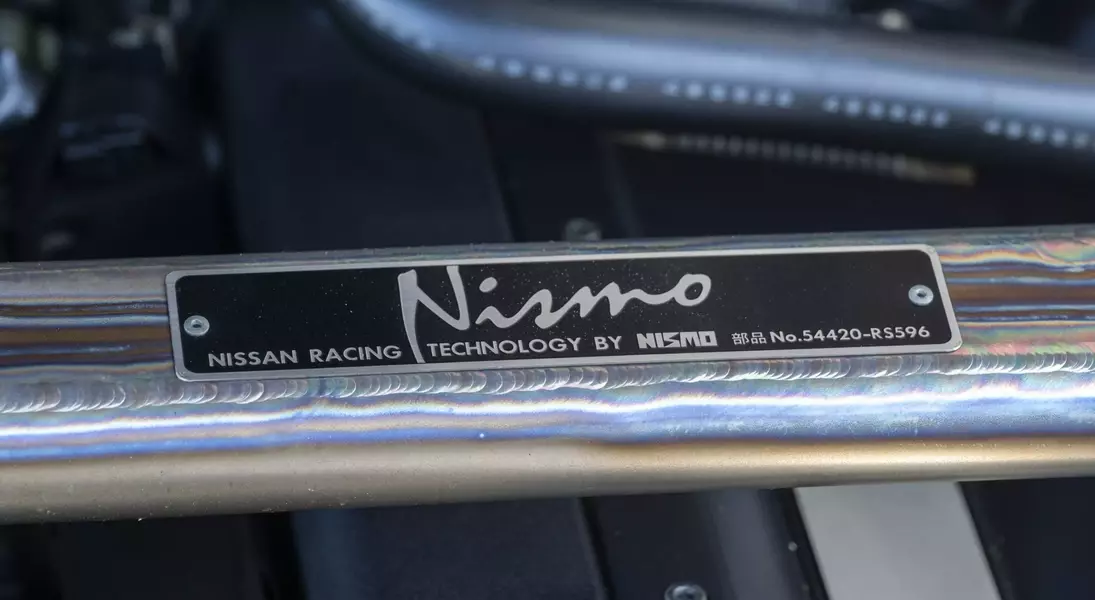 Nismo
NISSAN RACING TECHNOLOGY BY NISMO 部品 No.54420-RS596